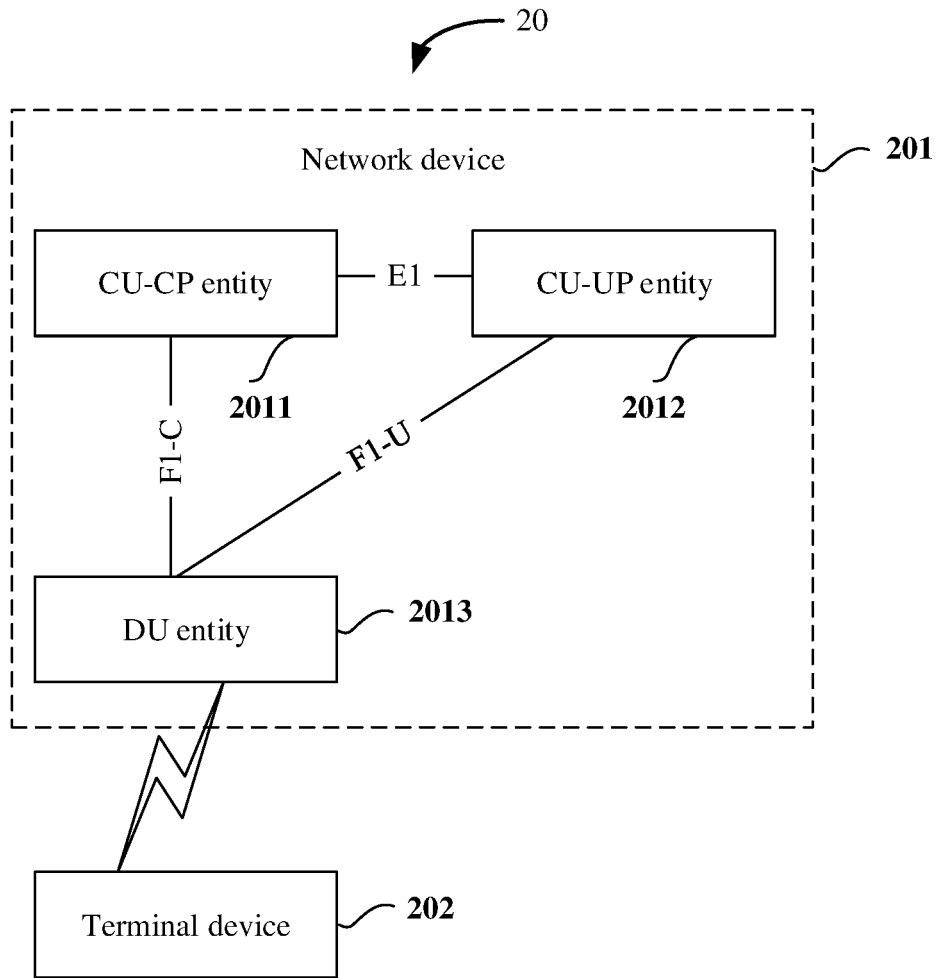 20
Network device
201
CU-CP entity
E1
CU-UP entity
2011
2012
F1-C
F1-U
DU entity
2013
Terminal device
202